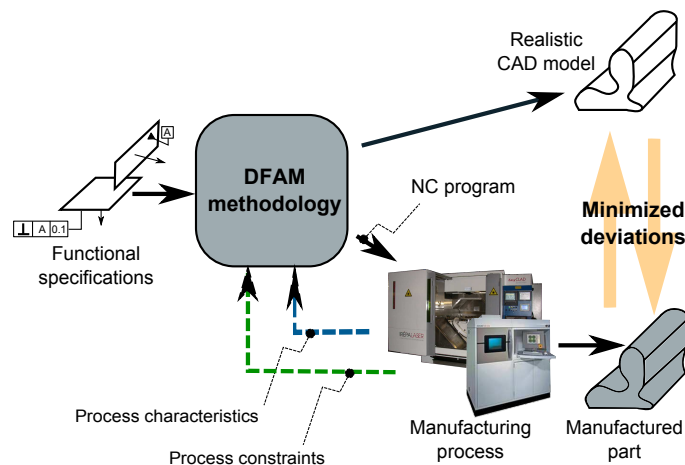 Realistic
CAD model
A
DFAM
methodology
NC program
⊥ A 0.1
Functional
specifications
Minimized
deviations
Process characteristics
Process constraints
Manufacturing
process
Manufactured
part